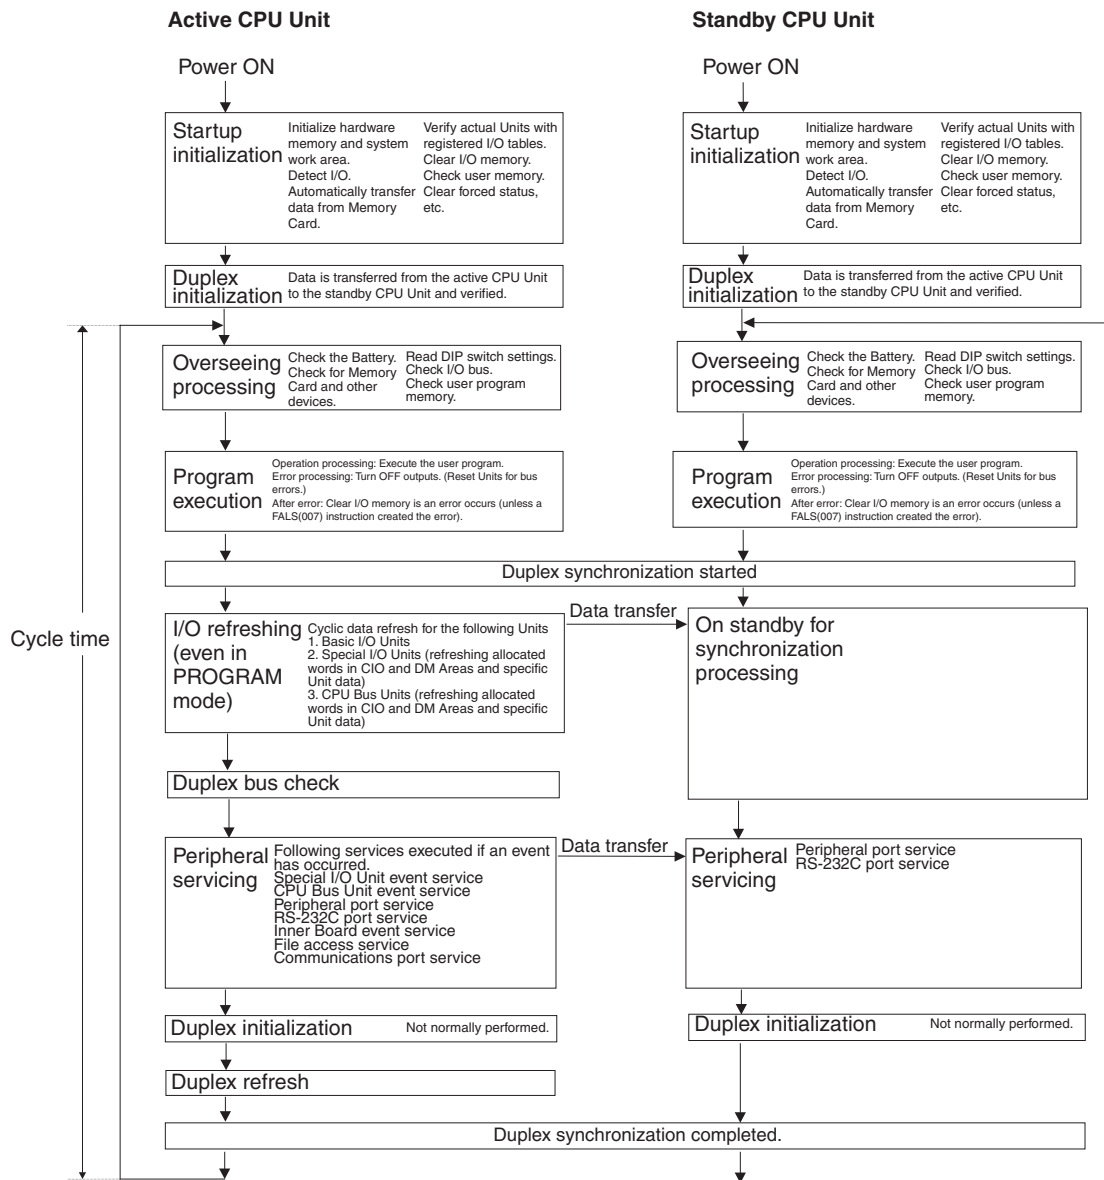 Active CPU Unit
Standby CPU Unit
Power ON
Power ON
Startup
initialization
Initialize hardware
memory and system
work area.
Detect I/O.
Automatically transfer
data from Memory
Card.
Verify actual Units with
registered I/O tables.
Clear I/O memory.
Check user memory.
Clear forced status,
etc.
Startup
initialization
Initialize hardware
memory and system
work area.
Detect I/O.
Automatically transfer
data from Memory
Card.
Verify actual Units with
registered I/O tables.
Clear I/O memory.
Check user memory.
Clear forced status,
etc.
Duplex
initialization
Data is transferred from the active CPU Unit
to the standby CPU Unit and verified.
Duplex
initialization
Data is transferred from the active CPU Unit
to the standby CPU Unit and verified.
Overseeing
processing
Check the Battery.
Check for Memory
Card and other
devices.
Read DIP switch settings.
Check I/O bus.
Check user program
memory.
Overseeing
processing
Check the Battery.
Check for Memory
Card and other
devices.
Read DIP switch settings.
Check I/O bus.
Check user program
memory.
Program
execution
Operation processing: Execute the user program.
Error processing: Turn OFF outputs. (Reset Units for bus
errors.)
After error: Clear I/O memory is an error occurs (unless a
FALS(007) instruction created the error).
Program
execution
Operation processing: Execute the user program.
Error processing: Turn OFF outputs. (Reset Units for bus
errors.)
After error: Clear I/O memory is an error occurs (unless a
FALS(007) instruction created the error).
Duplex synchronization started
Cycle time
I/O refreshing
(even in
PROGRAM
mode)
Cyclic data refresh for the following Units
1. Basic I/O Units
2. Special I/O Units (refreshing allocated
words in CIO and DM Areas and specific
Unit data)
3. CPU Bus Units (refreshing allocated
words in CIO and DM Areas and specific
Unit data)
Data transfer
On standby for
synchronization
processing
Duplex bus check
Peripheral
servicing
Following services executed if an event
has occurred.
Special I/O Unit event service
CPU Bus Unit event service
Peripheral port service
RS-232C port service
Inner Board event service
File access service
Communications port service
Data transfer
Peripheral
servicing
Peripheral port service
RS-232C port service
Duplex initialization
Not normally performed.
Duplex initialization
Not normally performed.
Duplex refresh
Duplex synchronization completed.